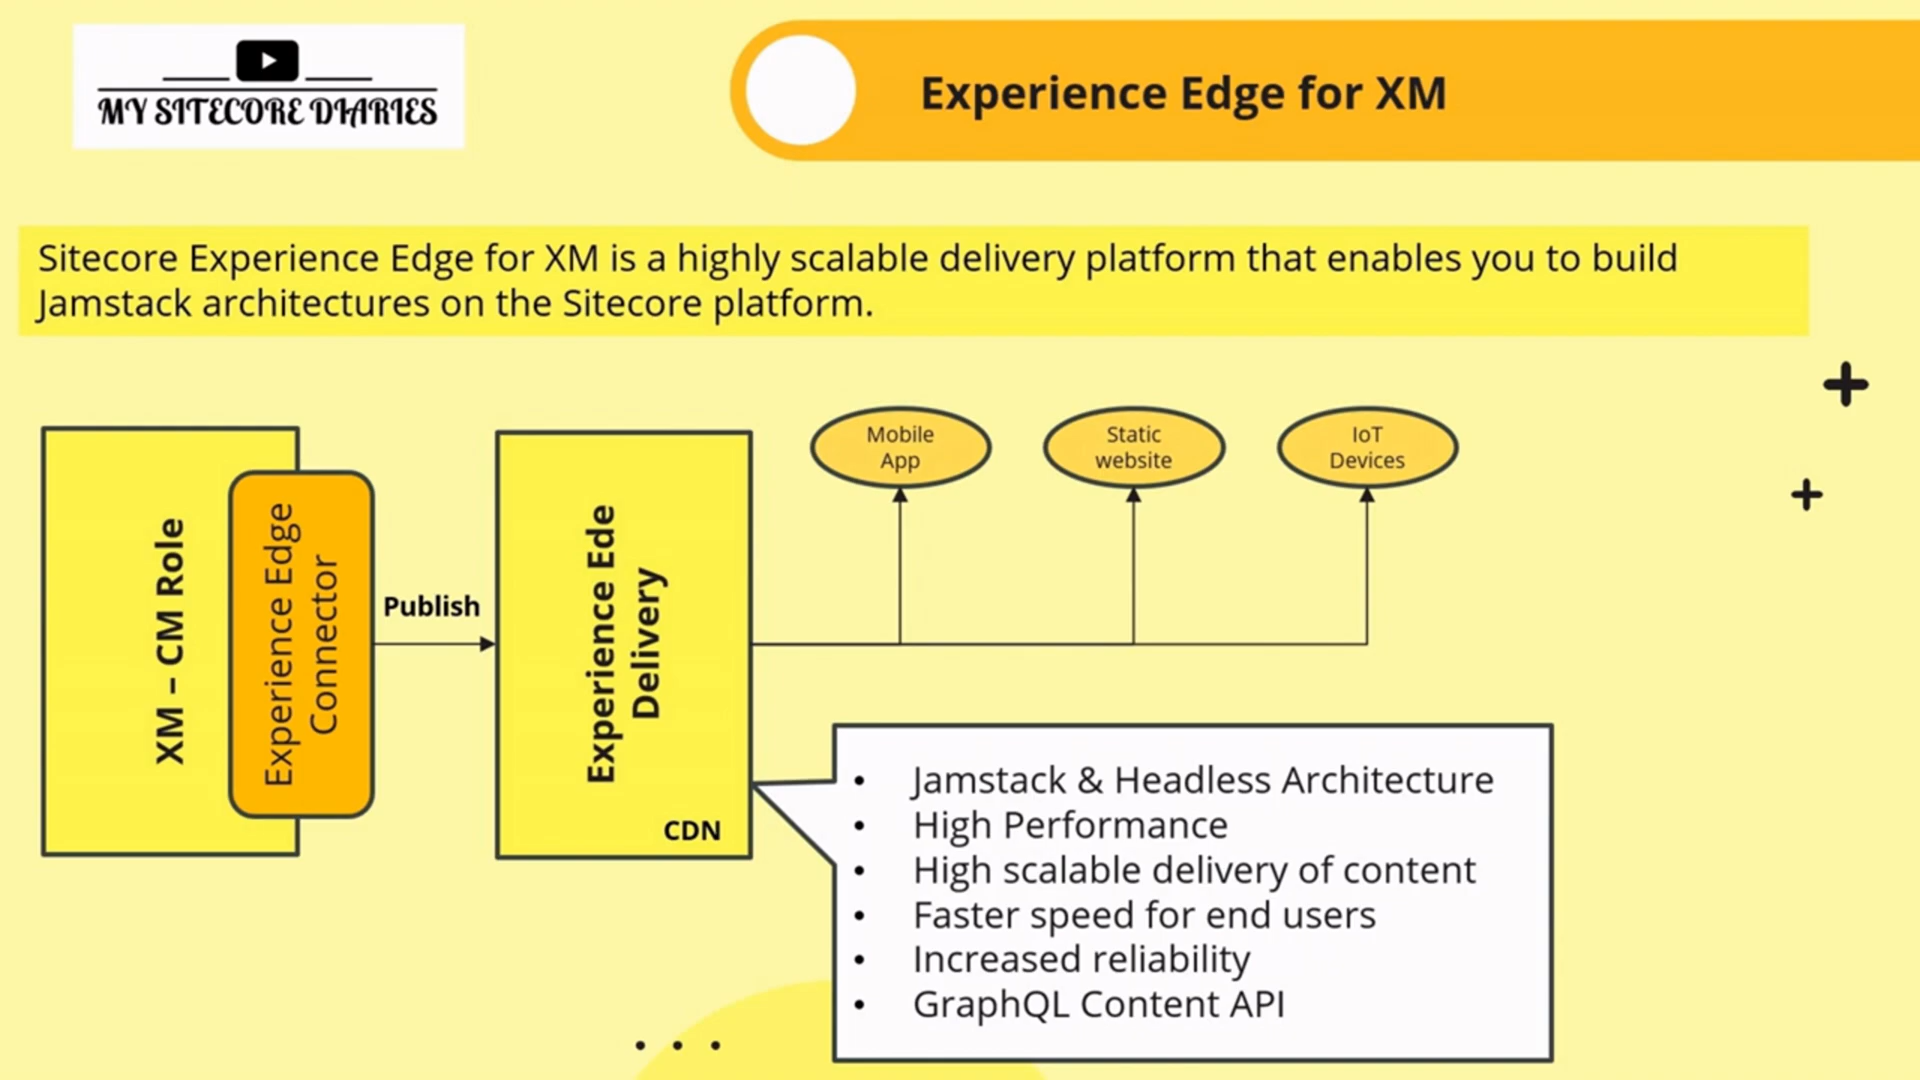 MY SITECORE DIARIES
Experience Edge for XM
Sitecore Experience Edge for XM is a highly scalable delivery platform that enables you to build
Jamstack architectures on the Sitecore platform.
XM – CM Role
Experience Edge
Connector
Publish
Experience Ede
Delivery
CDN
Mobile
App
Static
website
IoT
Devices
• Jamstack & Headless Architecture
• High Performance
• High scalable delivery of content
• Faster speed for end users
• Increased reliability
• GraphQL Content API